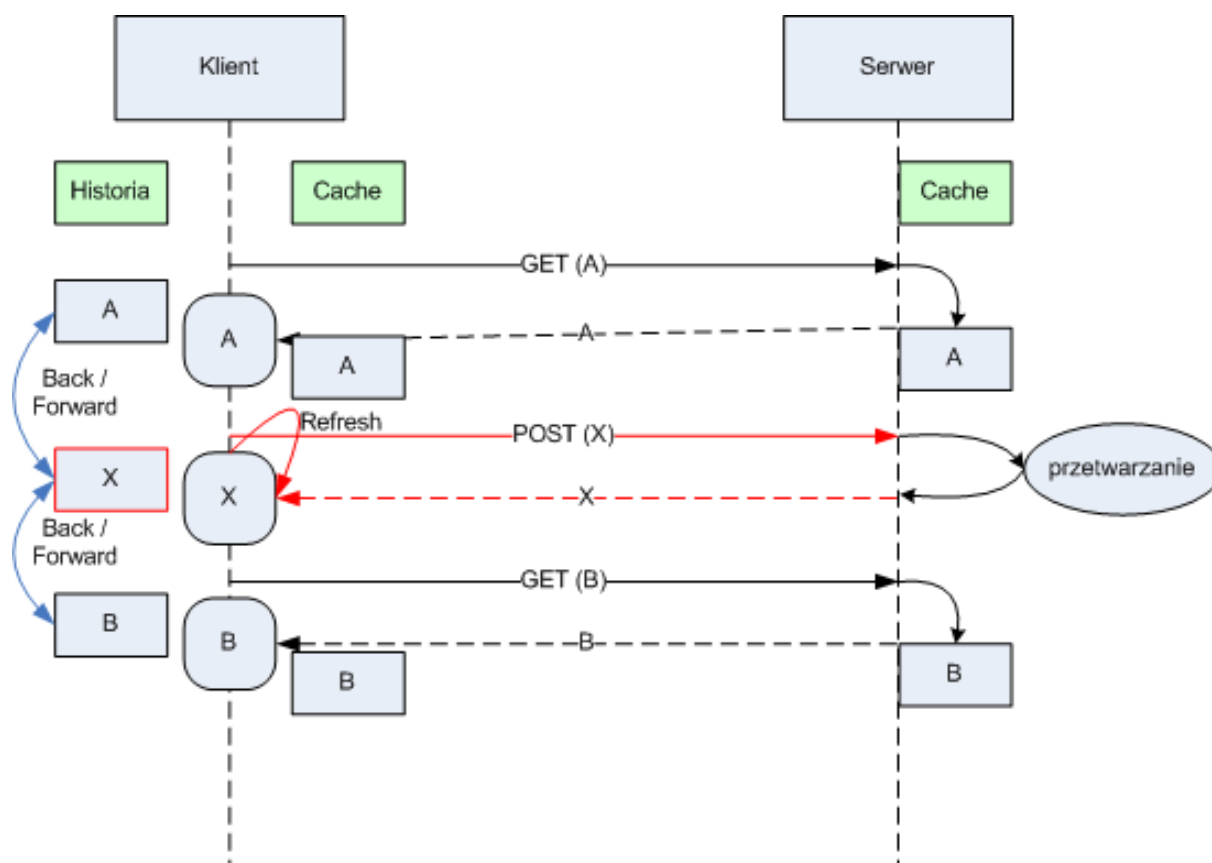 Klient
Serwer
Historia
Cache
Cache
GET (A)
A
A
A
A
A
Back /
Forward
Refresh
POST (X)
X
X
X
przetwarzanie
Back /
Forward
GET (B)
B
B
B
B
B